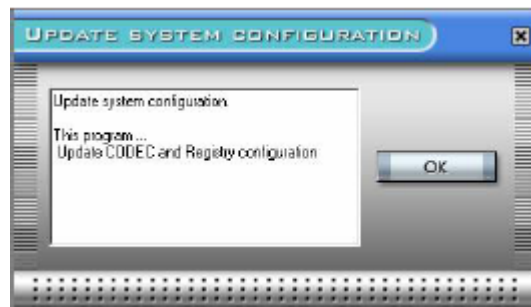 UPDATE SYSTEM CONFIGURATION
Update system configuration.
This program ...
Update CODEC and Registry configuration
OK